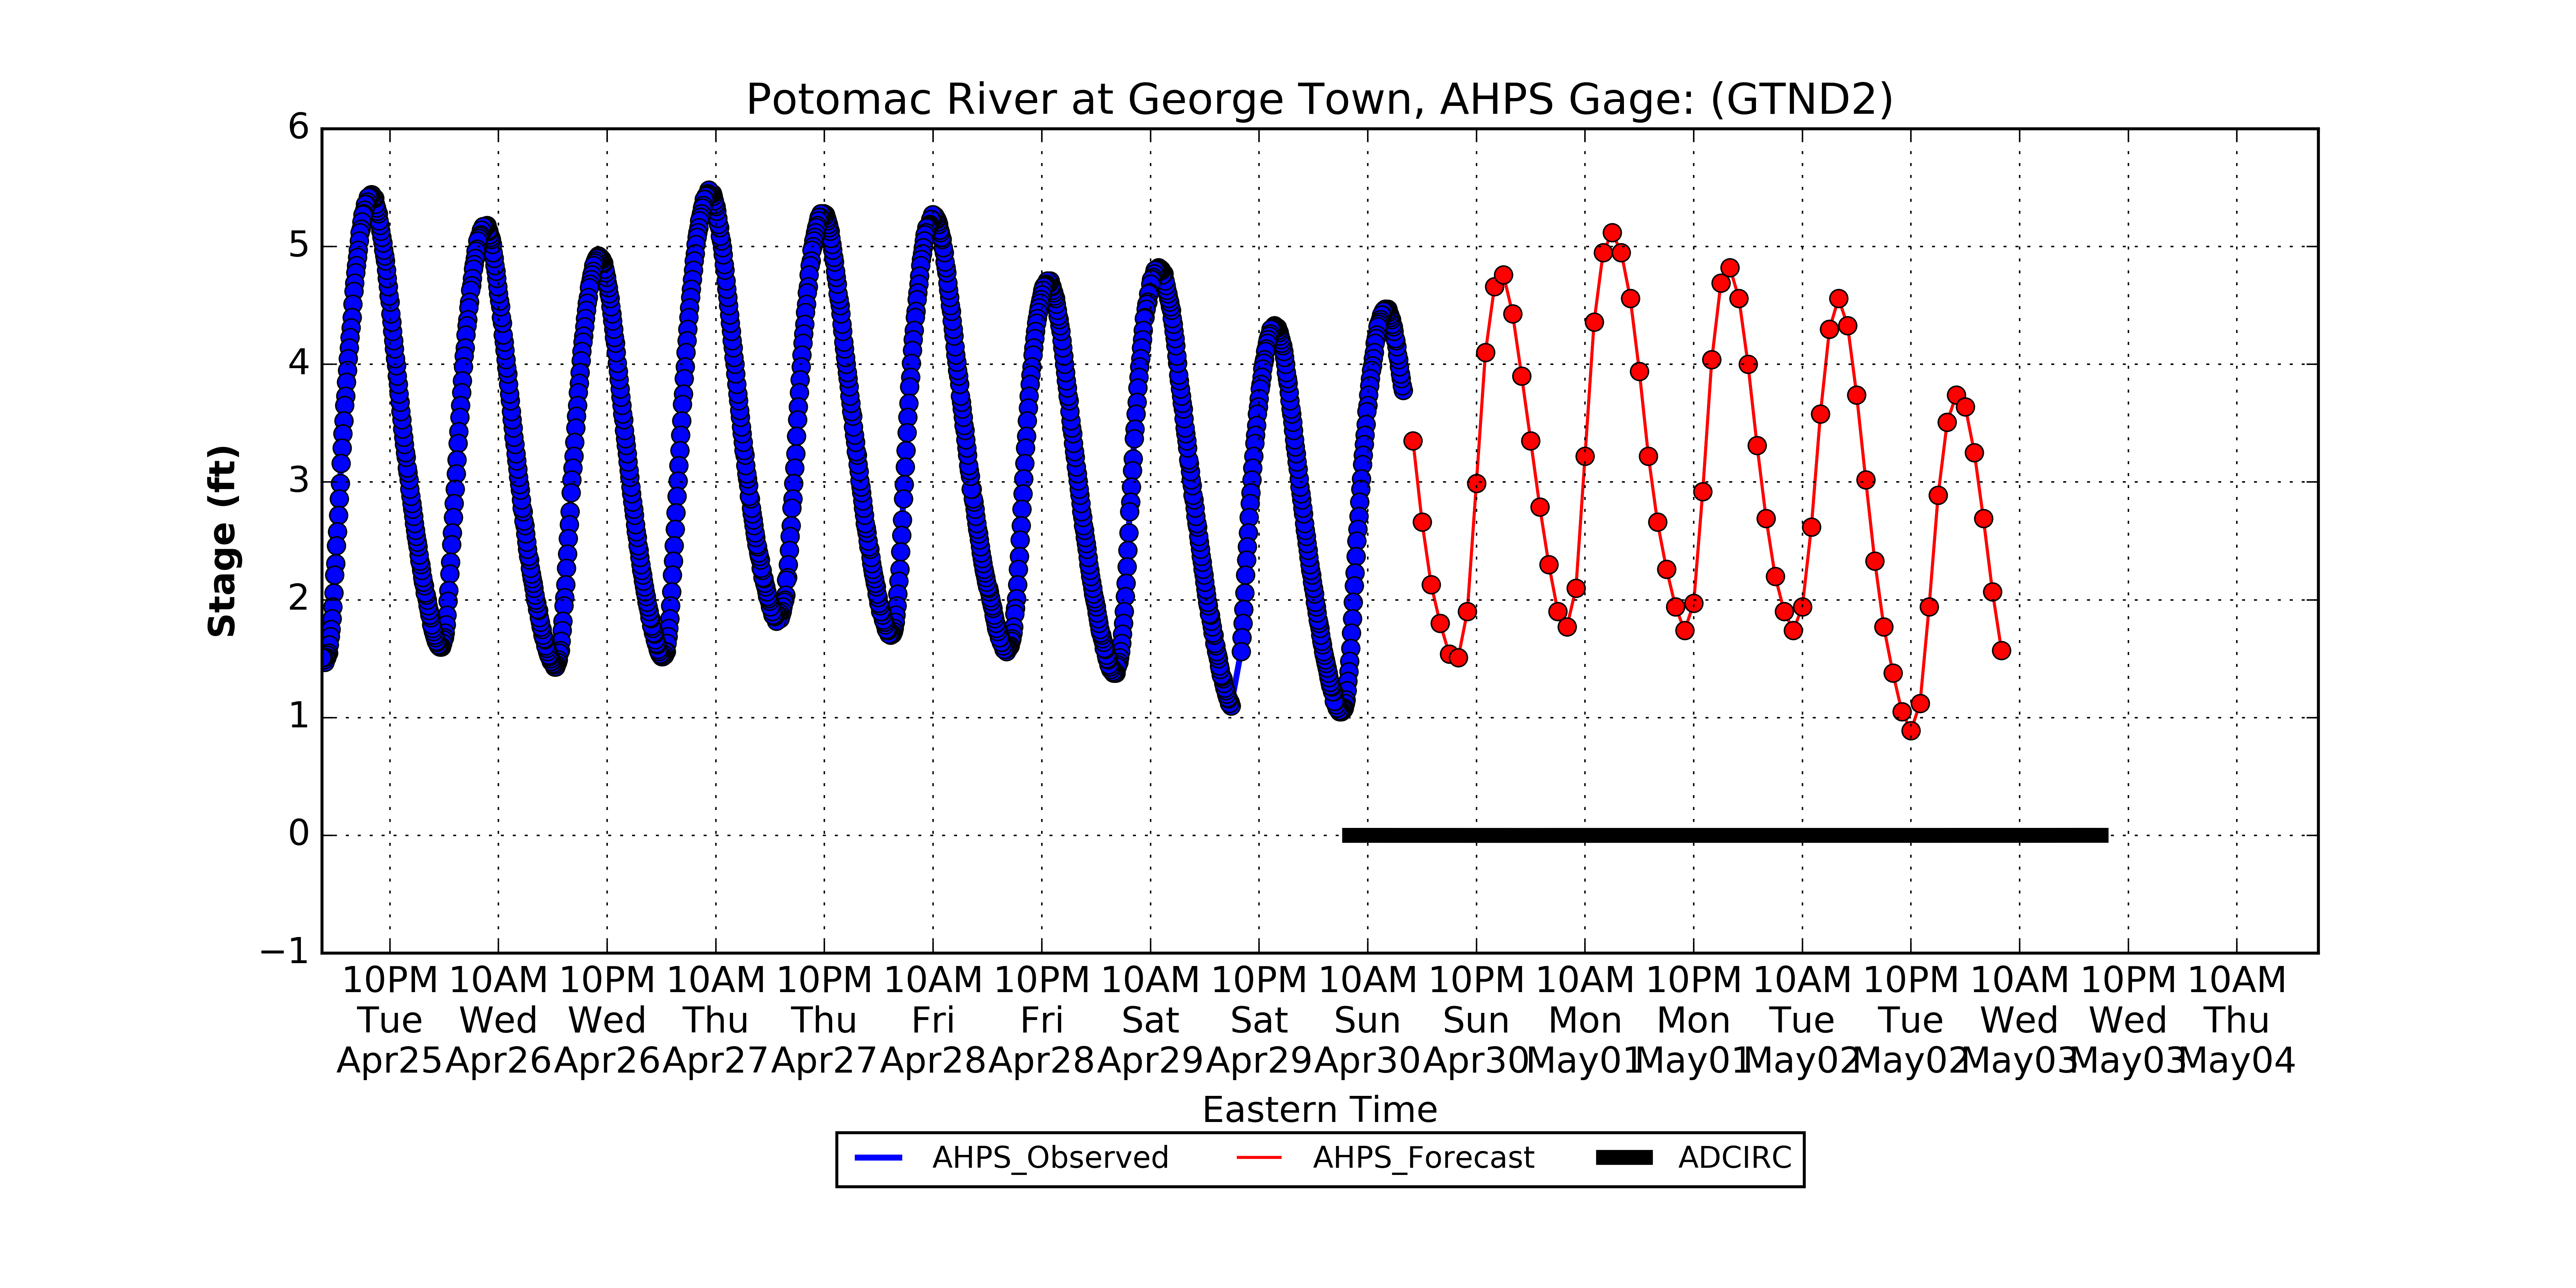 Potomac River at George Town, AHPS Gage: (GTND2)
Stage (ft)
6
5
4
3
2
1
0
−1
10PM 10AM 10PM 10AM 10PM 10AM 10PM 10AM 10PM 10AM 10PM 10AM 10PM 10AM 10PM 10AM 10PM 10AM
Tue Wed Wed Thu Thu Fri Fri Sat Sat Sun Sun Mon Mon Tue Tue Wed Wed Thu
Apr25 Apr26 Apr26 Apr27 Apr27 Apr28 Apr28 Apr29 Apr29 Apr30 Apr30 May01 May01 May02 May02 May03 May03 May04
Eastern Time
AHPS_Observed AHPS_Forecast ADCIRC